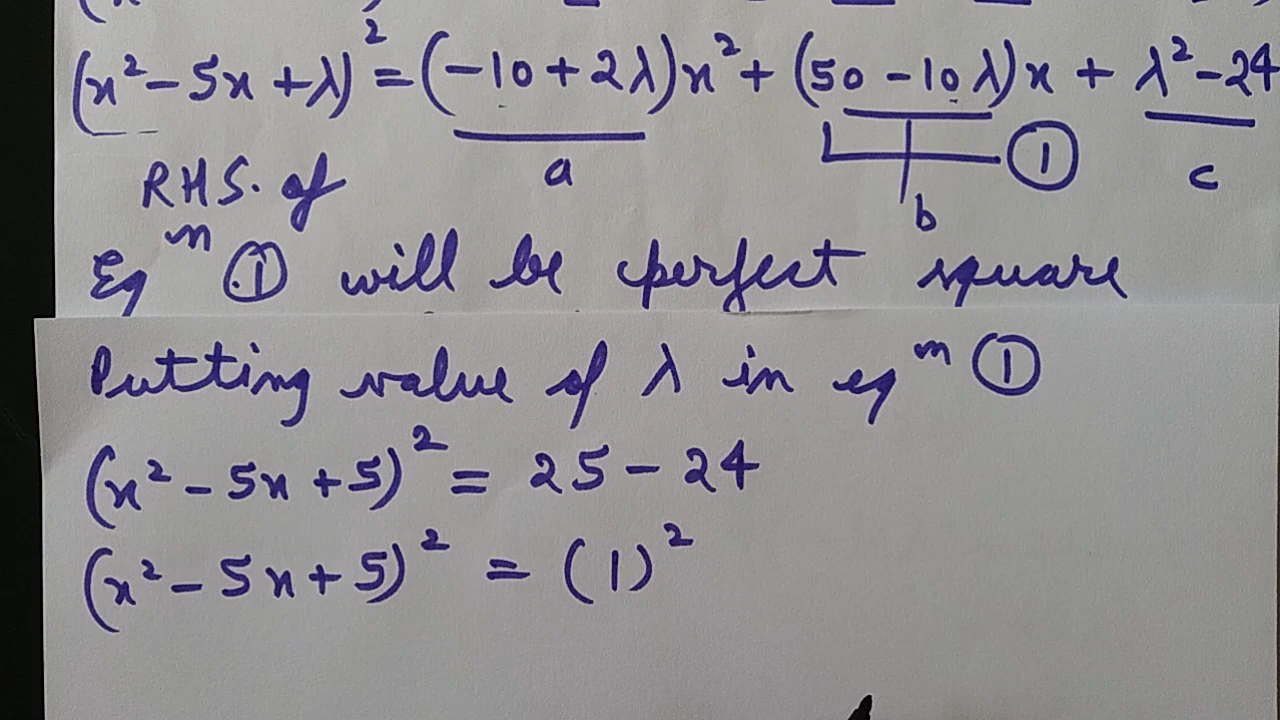 (x² - 5x + λ)² = (-10 + 2λ)x² + (50 - 10λ)x + λ² - 24
a b ① c
RHS. of
Eqⁿ ① will be perfect square
Putting value of λ in eqⁿ ①
(x² - 5x + 5)² = 25 - 24
(x² - 5x + 5)² = (1)²